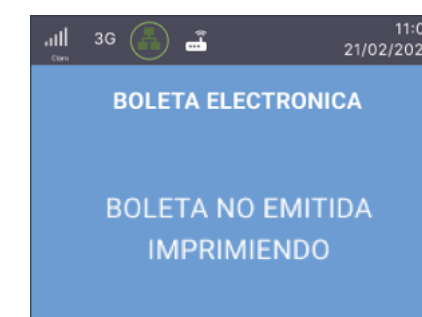 3G
Claro
11:0
21/02/202
BOLETA ELECTRONICA
BOLETA NO EMITIDA
IMPRIMIENDO